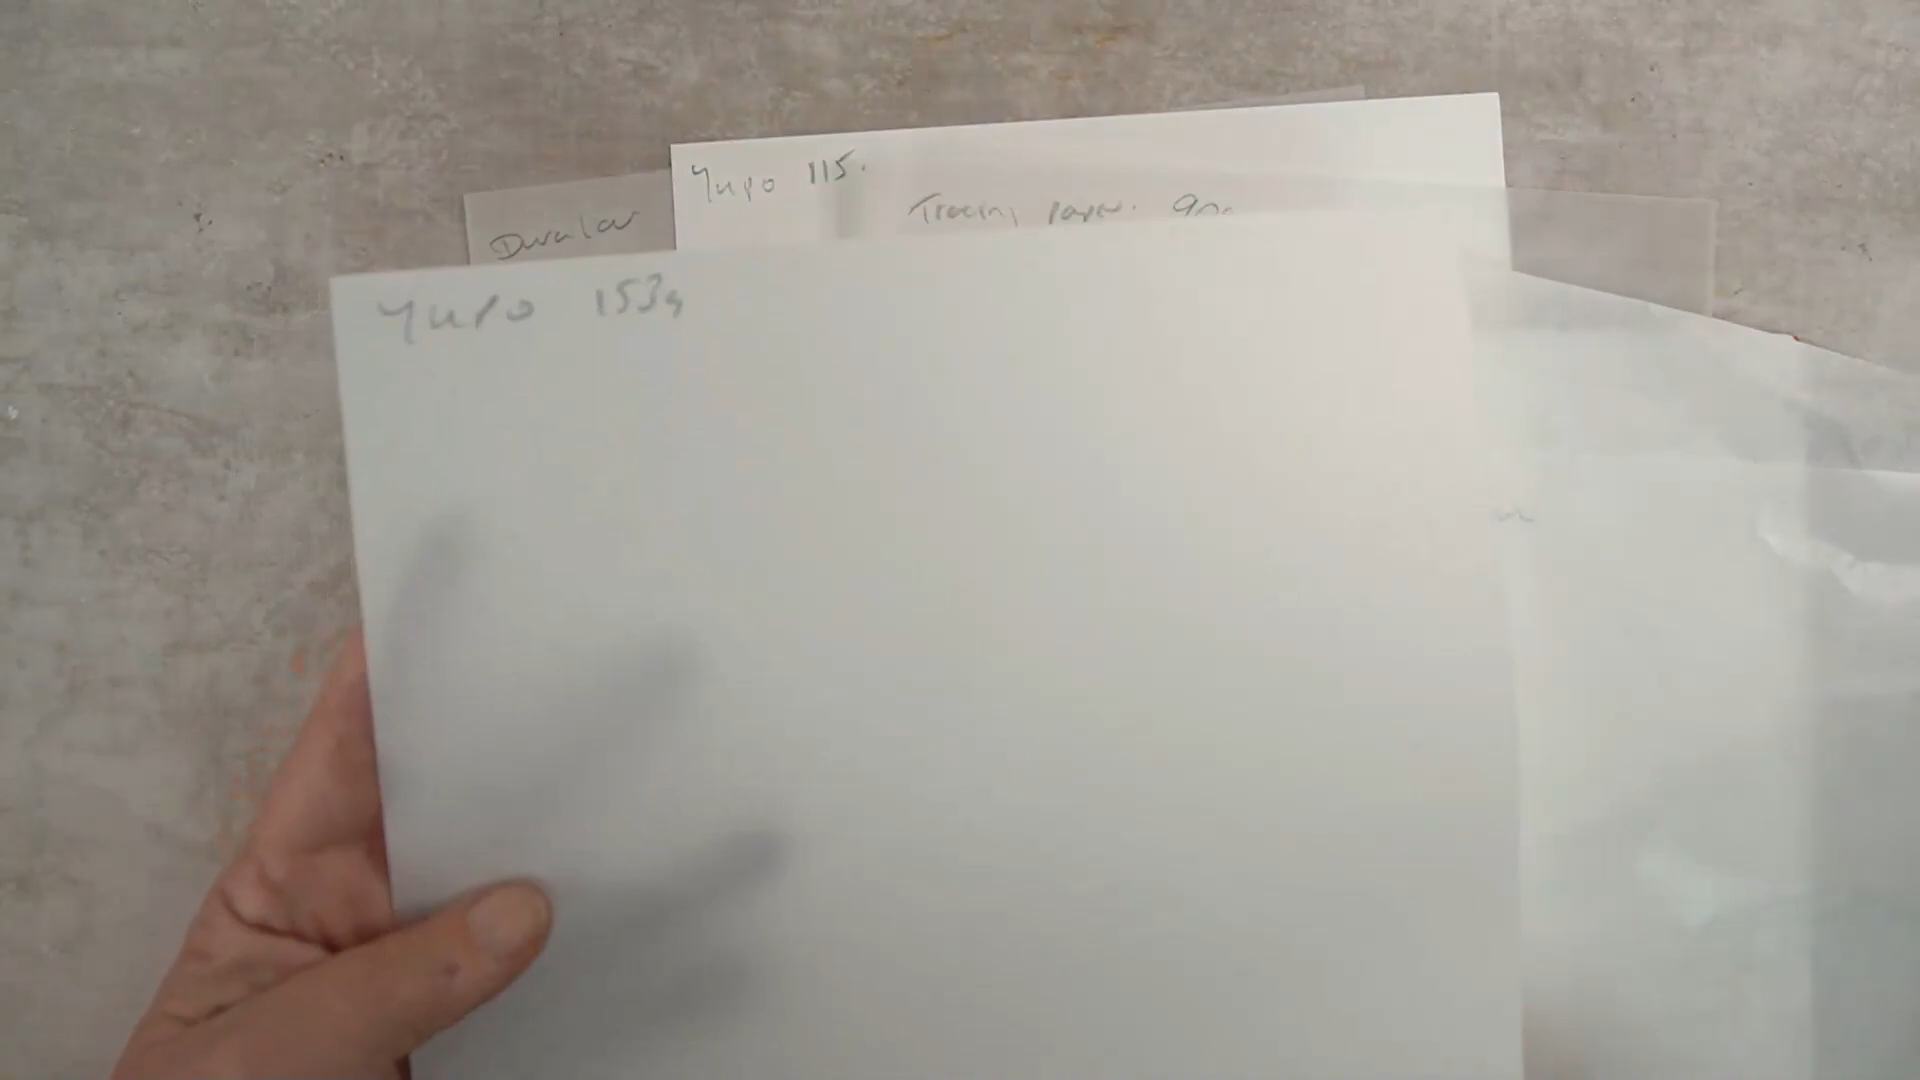 Yupo 115.
Tracing paper.
Duralar
Yupo 153g